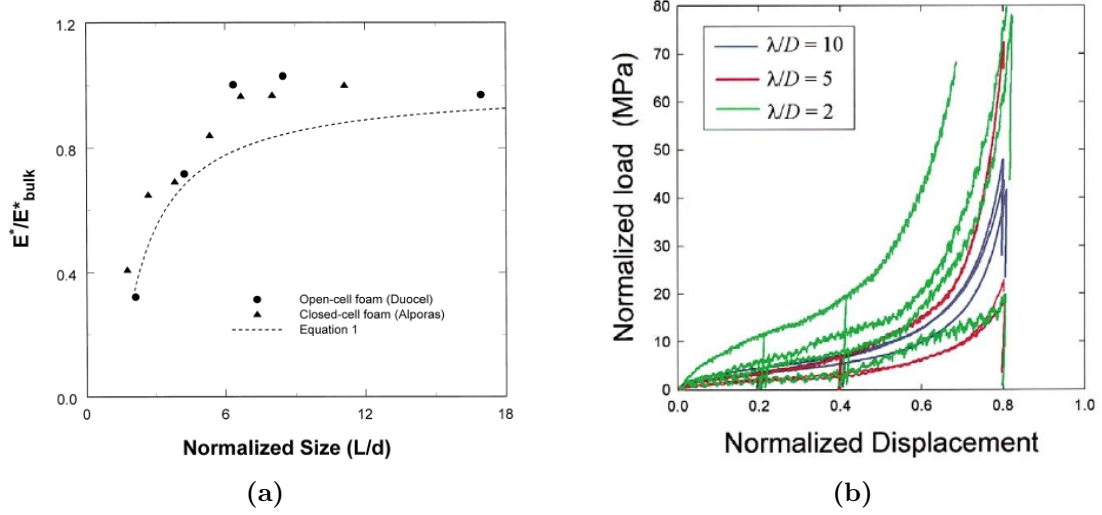 1.2
0.8
0.4
0.0
E*/E*bulk
Open-cell foam (Duocel)
Closed-cell foam (Alporas)
Equation 1
0 6 12 18
Normalized Size (L/d)
(a)
80
70
60
50
40
30
20
10
0
Normalized load (MPa)
λ/D = 10
λ/D = 5
λ/D = 2
0.0 0.2 0.4 0.6 0.8 1.0
Normalized Displacement
(b)